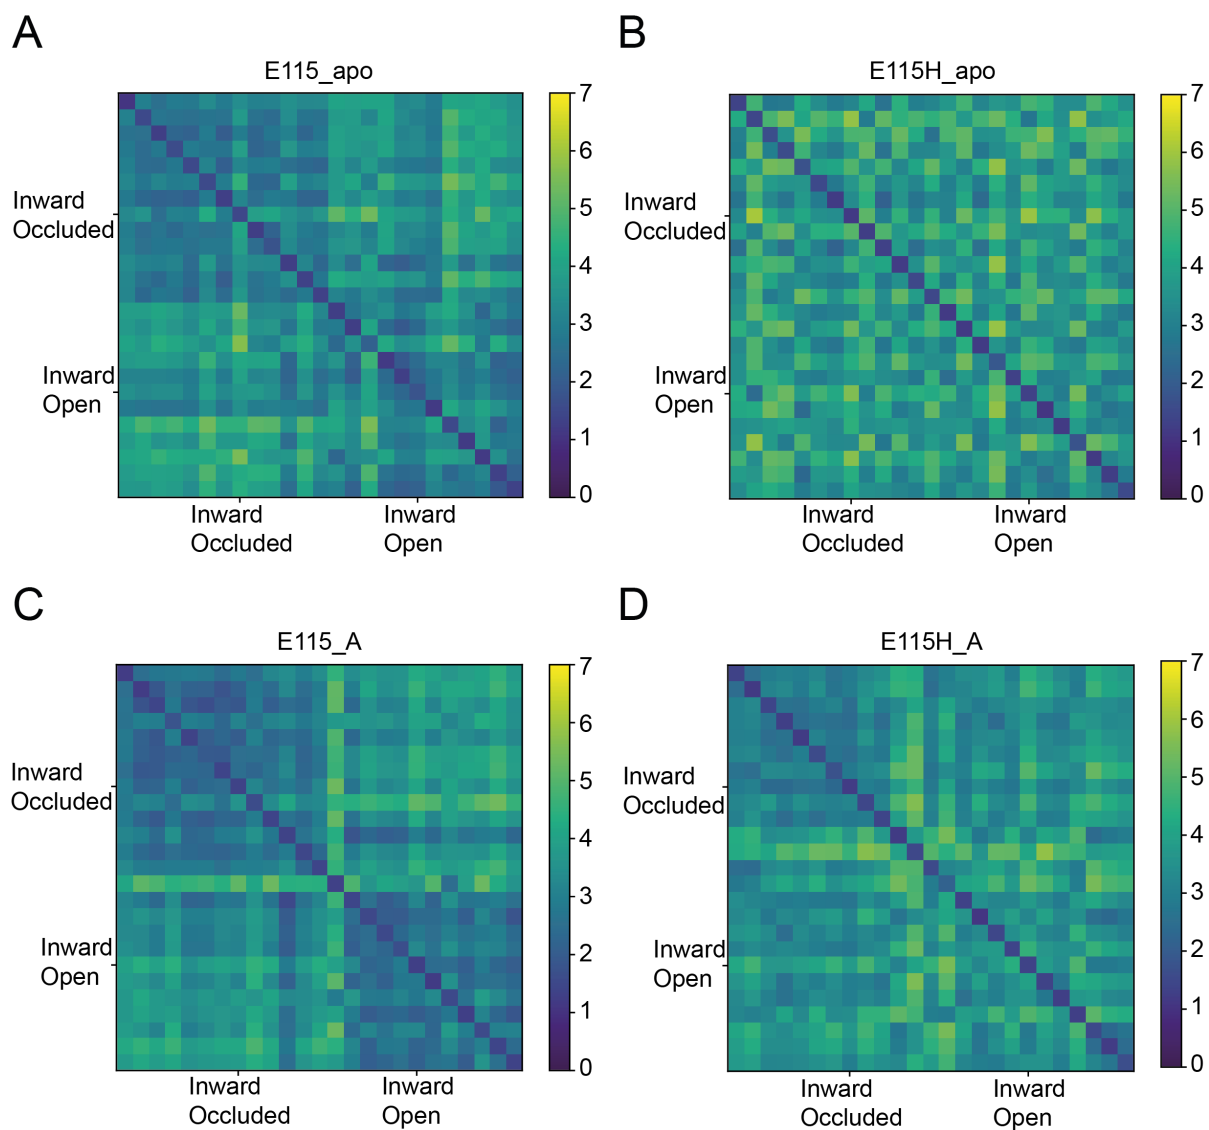 A
E115_apo
Inward
Occluded
Inward
Open
Inward
Occluded
Inward
Open
7
6
5
4
3
2
1
0
B
E115H_apo
Inward
Occluded
Inward
Open
Inward
Occluded
Inward
Open
7
6
5
4
3
2
1
0
C
E115_A
Inward
Occluded
Inward
Open
Inward
Occluded
Inward
Open
7
6
5
4
3
2
1
0
D
E115H_A
Inward
Occluded
Inward
Open
Inward
Occluded
Inward
Open
7
6
5
4
3
2
1
0